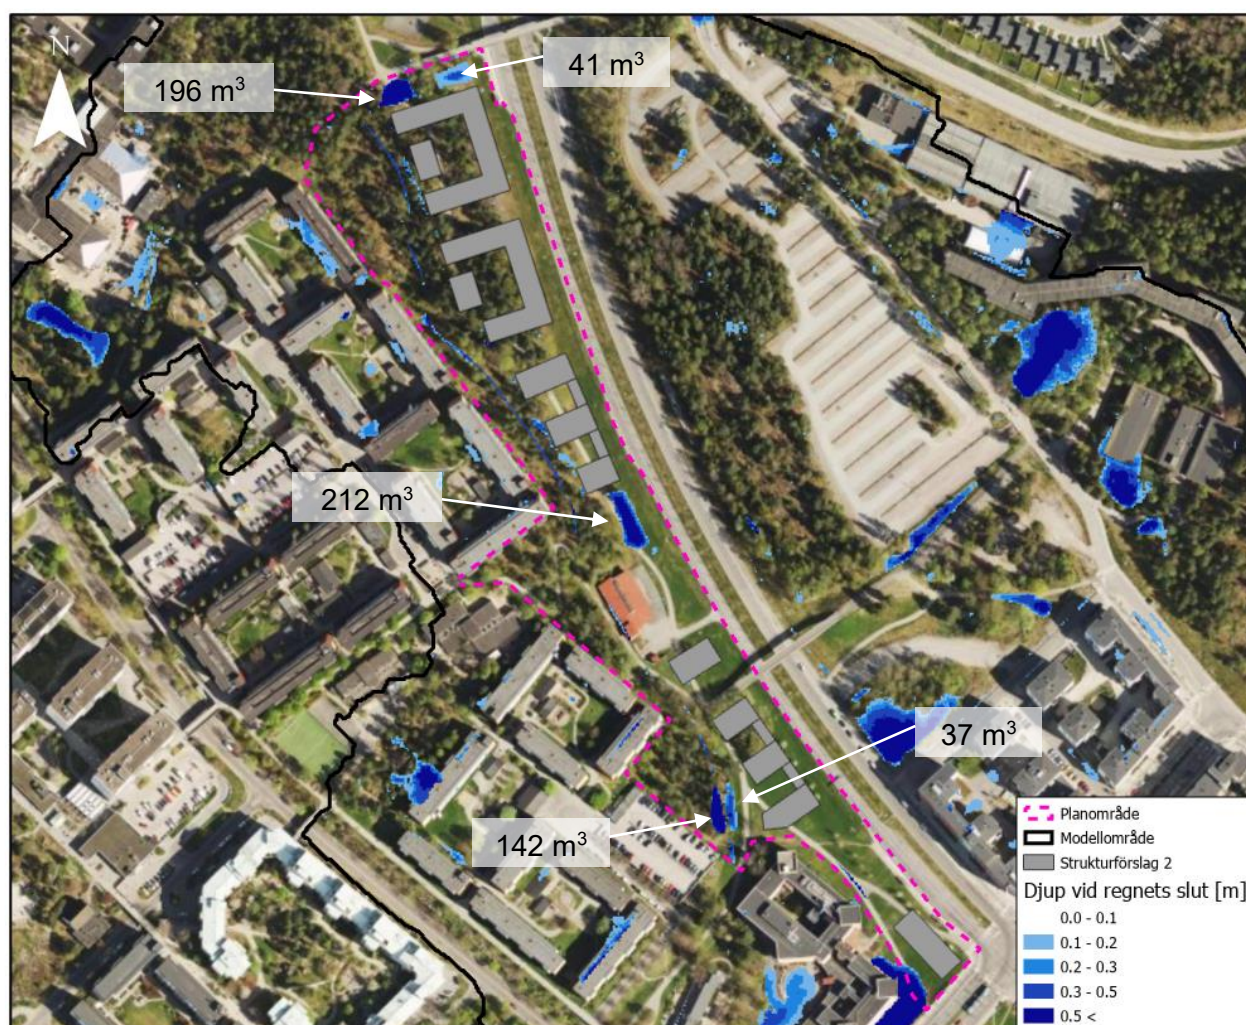 N
41 m³
196 m³
212 m³
37 m³
142 m³
Planområde
Modellområde
Strukturförslag 2
Djup vid regnets slut [m]
0.0 - 0.1
0.1 - 0.2
0.2 - 0.3
0.3 - 0.5
0.5 <